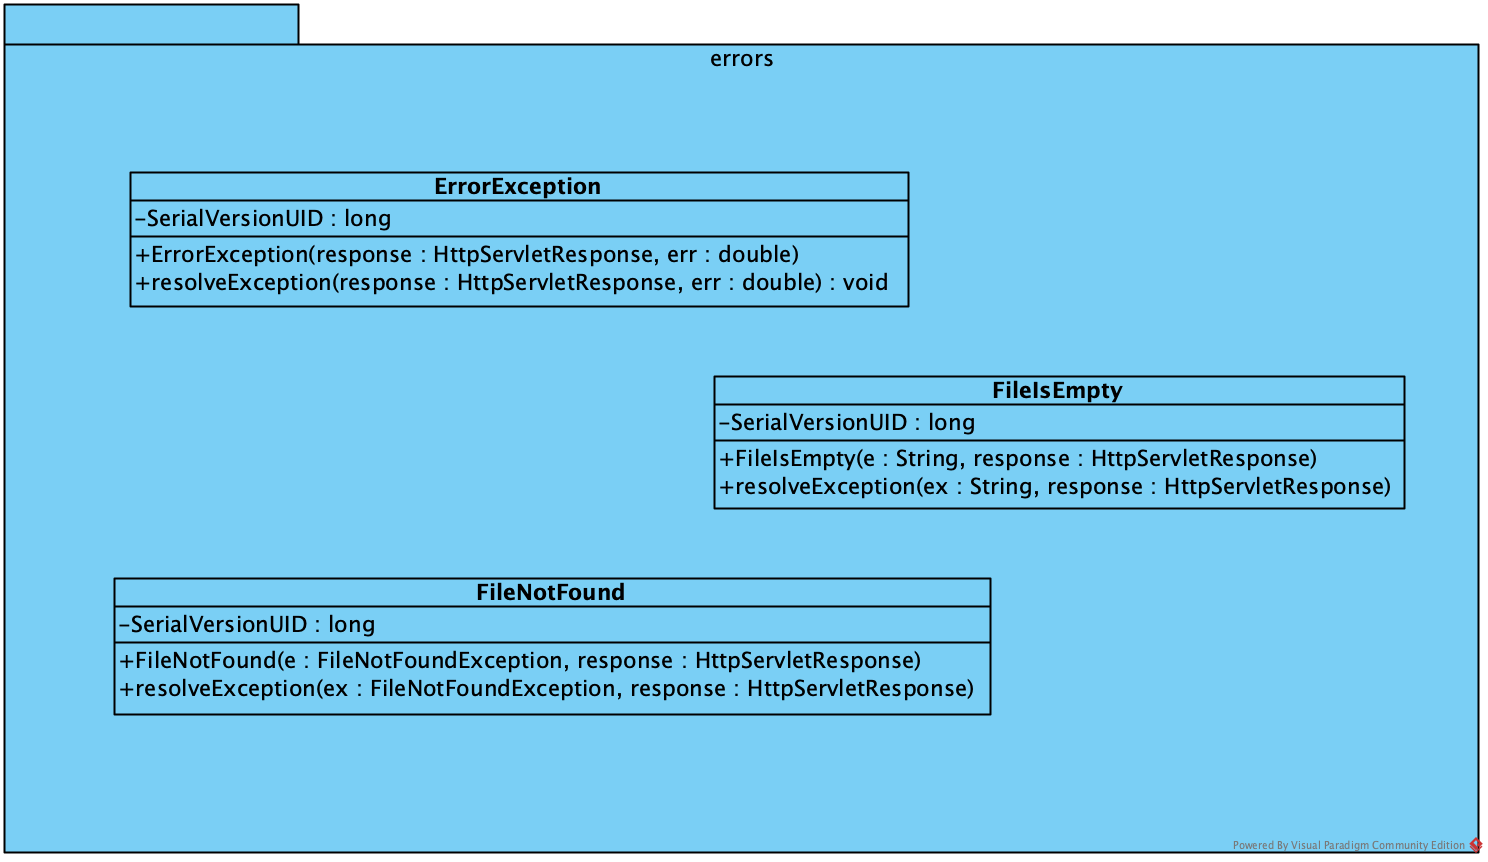 errors
ErrorException
-SerialVersionUID : long
+ErrorException(response : HttpServletResponse, err : double)
+resolveException(response : HttpServletResponse, err : double) : void
FileIsEmpty
-SerialVersionUID : long
+FileIsEmpty(e : String, response : HttpServletResponse)
+resolveException(ex : String, response : HttpServletResponse)
FileNotFound
-SerialVersionUID : long
+FileNotFound(e : FileNotFoundException, response : HttpServletResponse)
+resolveException(ex : FileNotFoundException, response : HttpServletResponse)
Powered By Visual Paradigm Community Edition